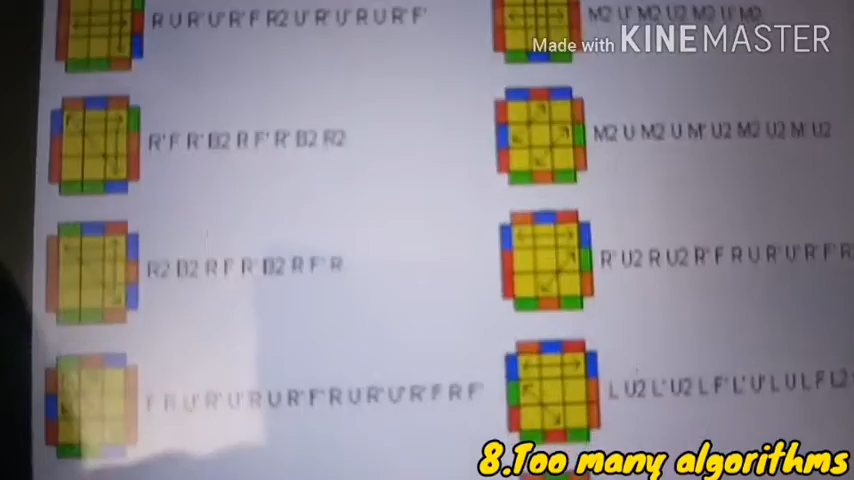 R U R' U' R' F R2 U' R' U' R U R' F'
M2 U' M2 U2 M2 U' M2
Made with KINEMASTER
R' F R' B2 R F' R' B2 R2
M2 U M2 U M' U2 M2 U2 M' U2
R2 B2 R F R' B2 R F' R
R' U2 R U2 R' F R U R' U' R' F' R
F R U' R' U' R U R' F' R U R' U' R' F R F'
L U2 L' U2 L F' L' U' L U L F L2
8.Too many algorithms